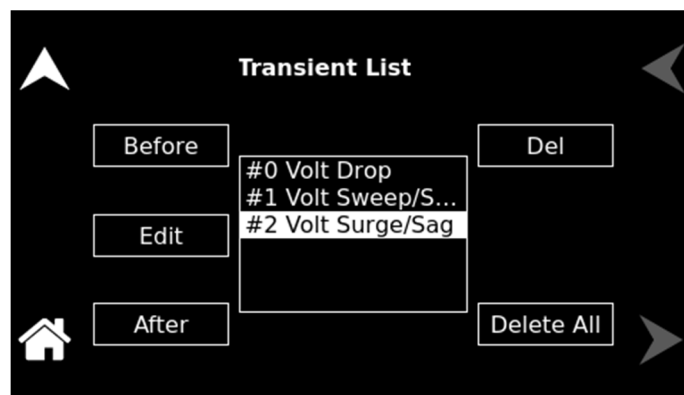 Transient List
Before
Edit
After
#0 Volt Drop
#1 Volt Sweep/S...
#2 Volt Surge/Sag
Del
Delete All